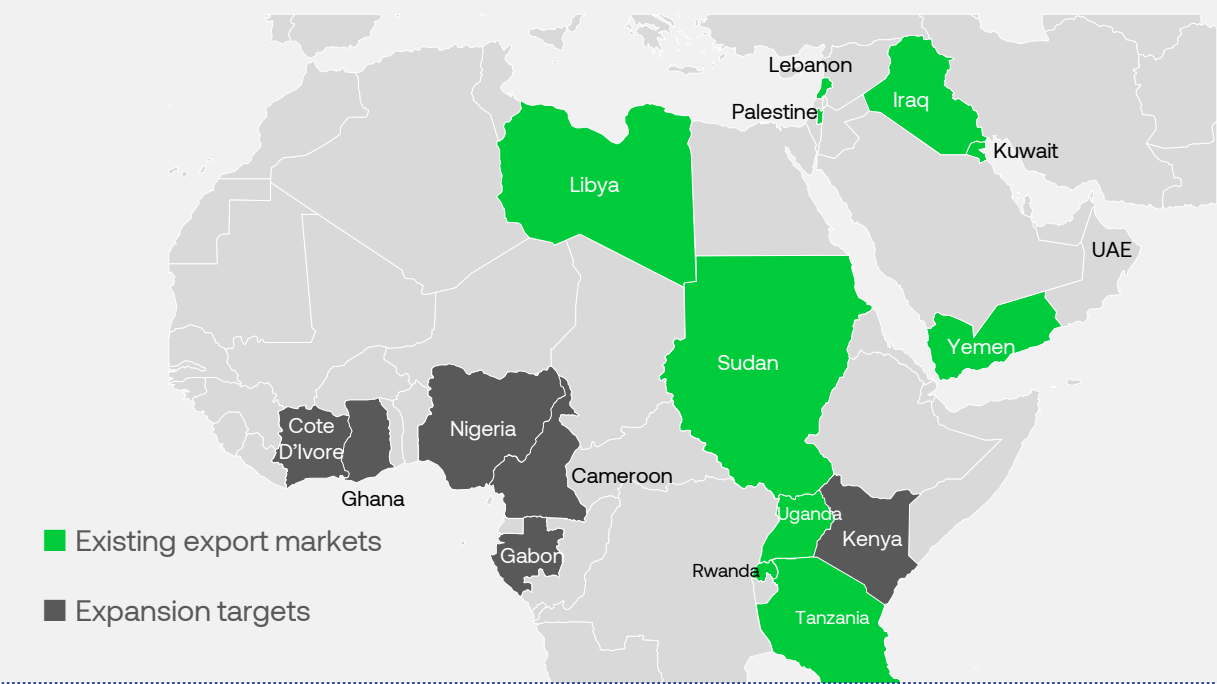 Lebanon
Iraq
Palestine
Kuwait
Libya
UAE
Yemen
Sudan
Cote
D’Ivore
Nigeria
Cameroon
Ghana
Uganda
Kenya
Existing export markets
Gabon
Rwanda
Expansion targets
Tanzania